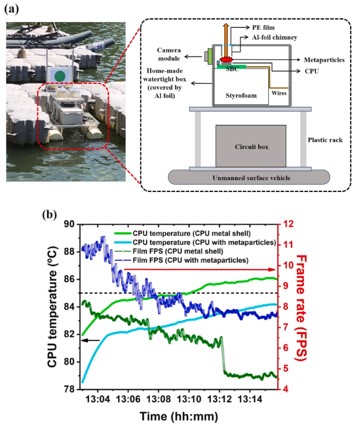 (a)
PE film
Al-foil chimney
Camera
module
Metaparticles
SBC
CPU
Home-made
watertight box
(covered by
Al foil)
Wires
Styrofoam
Plastic rack
Circuit box
Unmanned surface vehicle
(b)
CPU temperature (CPU metal shell)
CPU temperature (CPU with metaparticles)
Film FPS (CPU metal shell)
Film FPS (CPU with metaparticles)
CPU temperature (°C)
90
88
86
84
82
80
78
12
11
10
9
8
7
6
5
4
Frame rate (FPS)
13:04 13:06 13:08 13:10 13:12 13:14
Time (hh:mm)